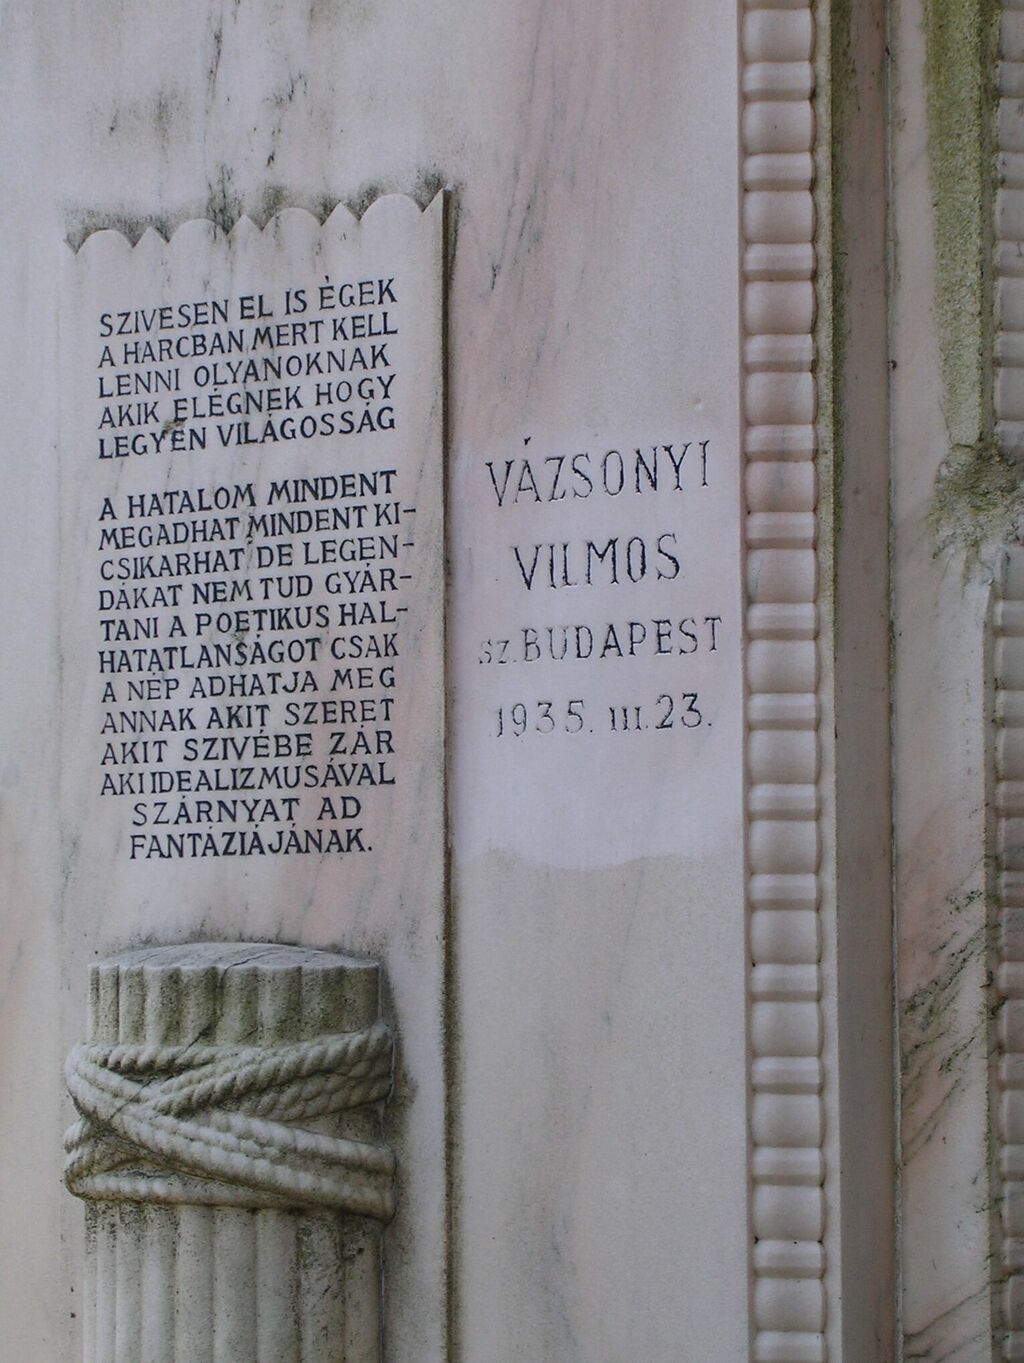 SZIVESEN EL IS ÉGEK
A HARCBAN MERT KELL
LENNI OLYANOKNAK
AKIK ELÉGNEK HOGY
LEGYEN VILÁGOSSÁG
A HATALOM MINDENT
MEGADHAT MINDENT KI-
CSIKARHAT DE LEGEN-
DÁKAT NEM TUD GYÁR-
TANI A POETIKUS HAL-
HATATLANSÁGOT CSAK
A NÉP ADHATJA MEG
ANNAK AKIT SZERET
AKIT SZIVÉBE ZÁR
AKI IDEALIZMUSÁVAL
SZÁRNYAT AD
FANTÁZIÁJÁNAK.
VÁZSONYI
VILMOS
SZ. BUDAPEST
1935. III. 23.